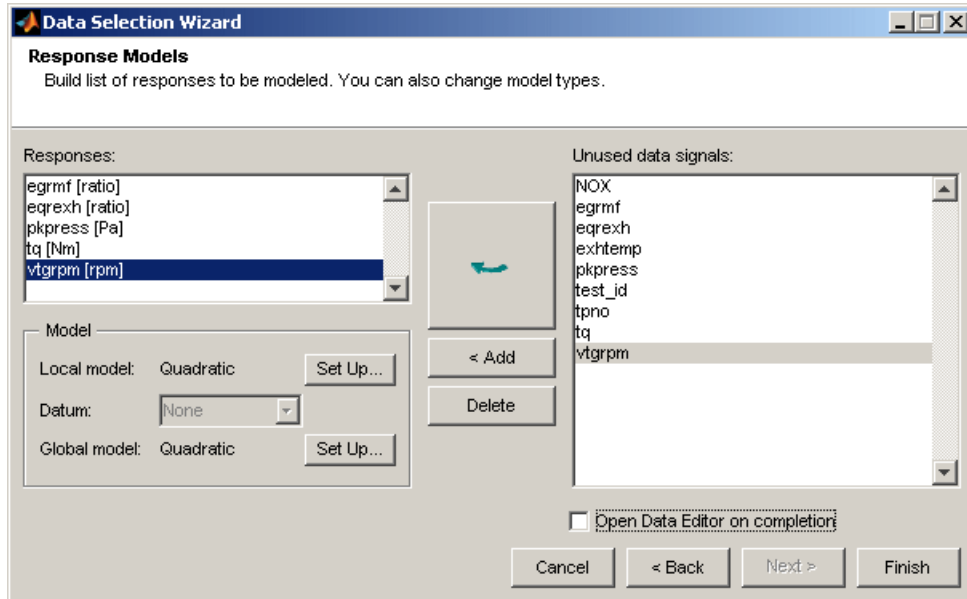 Data Selection Wizard
Response Models
Build list of responses to be modeled. You can also change model types.
Responses:
egrmf [ratio]
eqrexh [ratio]
pkpress [Pa]
tq [Nm]
vtgrpm [rpm]
Model
Local model: Quadratic Set Up...
Datum: None
Global model: Quadratic Set Up...
< Add
Delete
Unused data signals:
NOX
egrmf
eqrexh
exhtemp
pkpress
test_id
tpno
tq
vtgrpm
Open Data Editor on completion
Cancel < Back Next > Finish